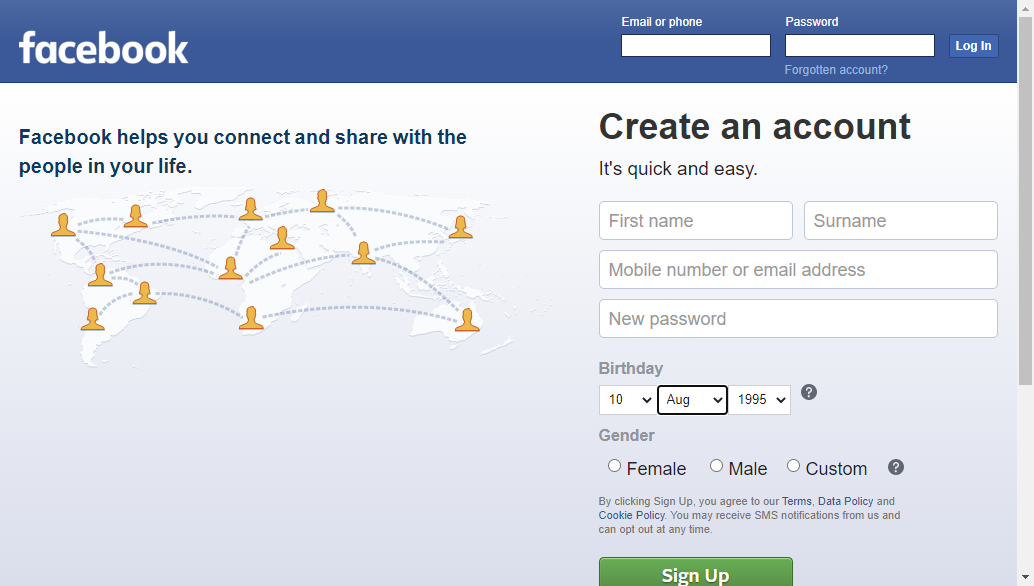 facebook
Email or phone
Password
Log In
Forgotten account?
Facebook helps you connect and share with the
people in your life.
Create an account
It's quick and easy.
First name
Surname
Mobile number or email address
New password
Birthday
10
Aug
1995
?
Gender
Female
Male
Custom
?
By clicking Sign Up, you agree to our Terms, Data Policy and
Cookie Policy. You may receive SMS notifications from us and
can opt out at any time.
Sign Up